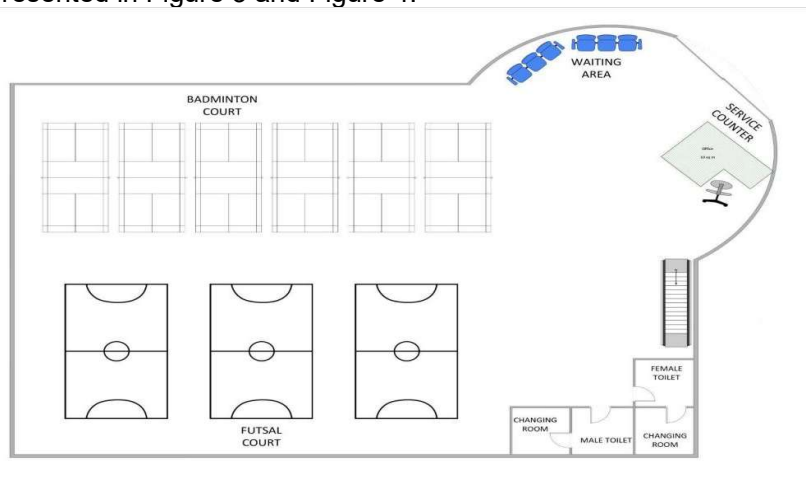 resented in Figure 3 and Figure 4.
WAITING
AREA
BADMINTON
COURT
SERVICE
COUNTER
Office
FEMALE
TOILET
CHANGING
ROOM
MALE TOILET
CHANGING
ROOM
FUTSAL
COURT